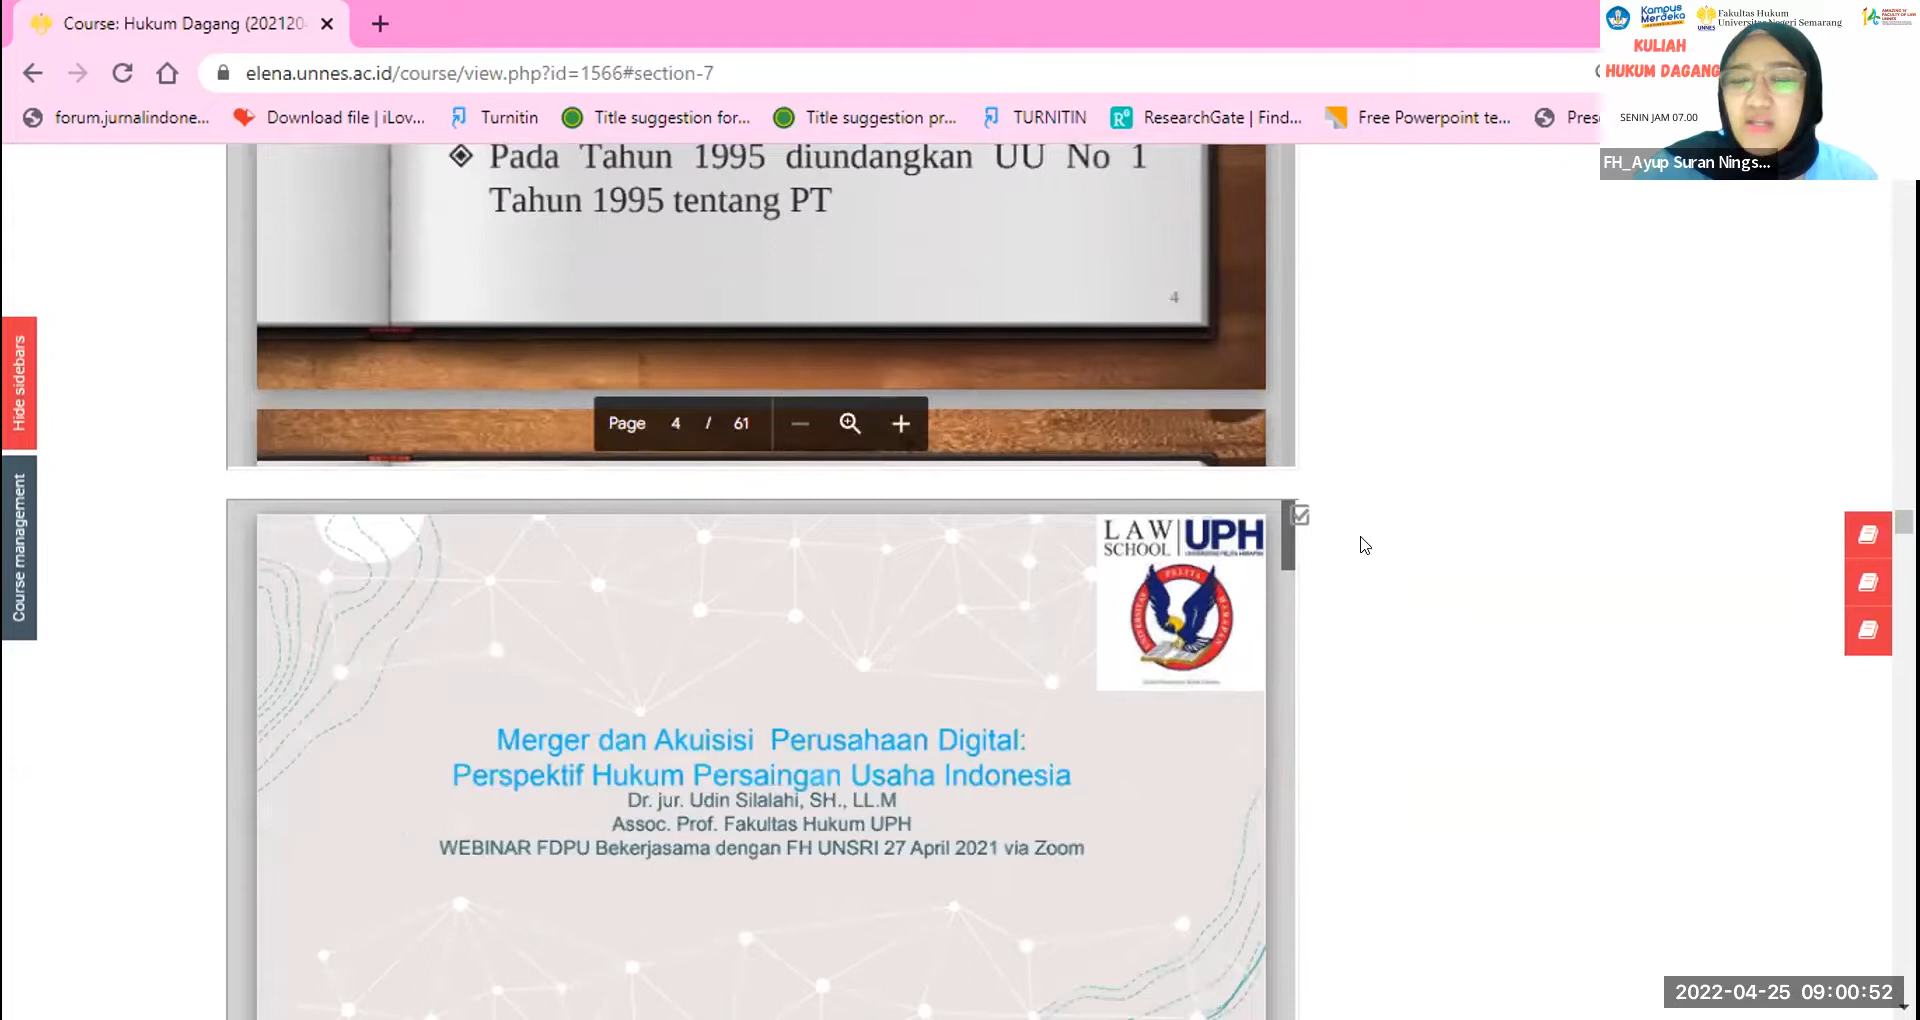 Course: Hukum Dagang (202120
elena.unnes.ac.id/course/view.php?id=1566#section-7
forum.jurnalindone...
Download file | iLov...
Turnitin
Title suggestion for...
Title suggestion pr...
TURNITIN
ResearchGate | Find...
Free Powerpoint te...
Pres
Kampus
Merdeka
UNNES
Fakultas Hukum
Universitas Negeri Semarang
KULIAH
HUKUM DAGANG
SENIN JAM 07.00
FH_Ayup Suran Nings...
Pada Tahun 1995 diundangkan UU No 1
Tahun 1995 tentang PT
4
Page 4 / 61
Hide sidebars
Course management
LAW
SCHOOL
UPH
Merger dan Akuisisi Perusahaan Digital:
Perspektif Hukum Persaingan Usaha Indonesia
Dr. jur. Udin Silalahi, SH., LL.M
Assoc. Prof. Fakultas Hukum UPH
WEBINAR FDPU Bekerjasama dengan FH UNSRI 27 April 2021 via Zoom
2022-04-25 09:00:52